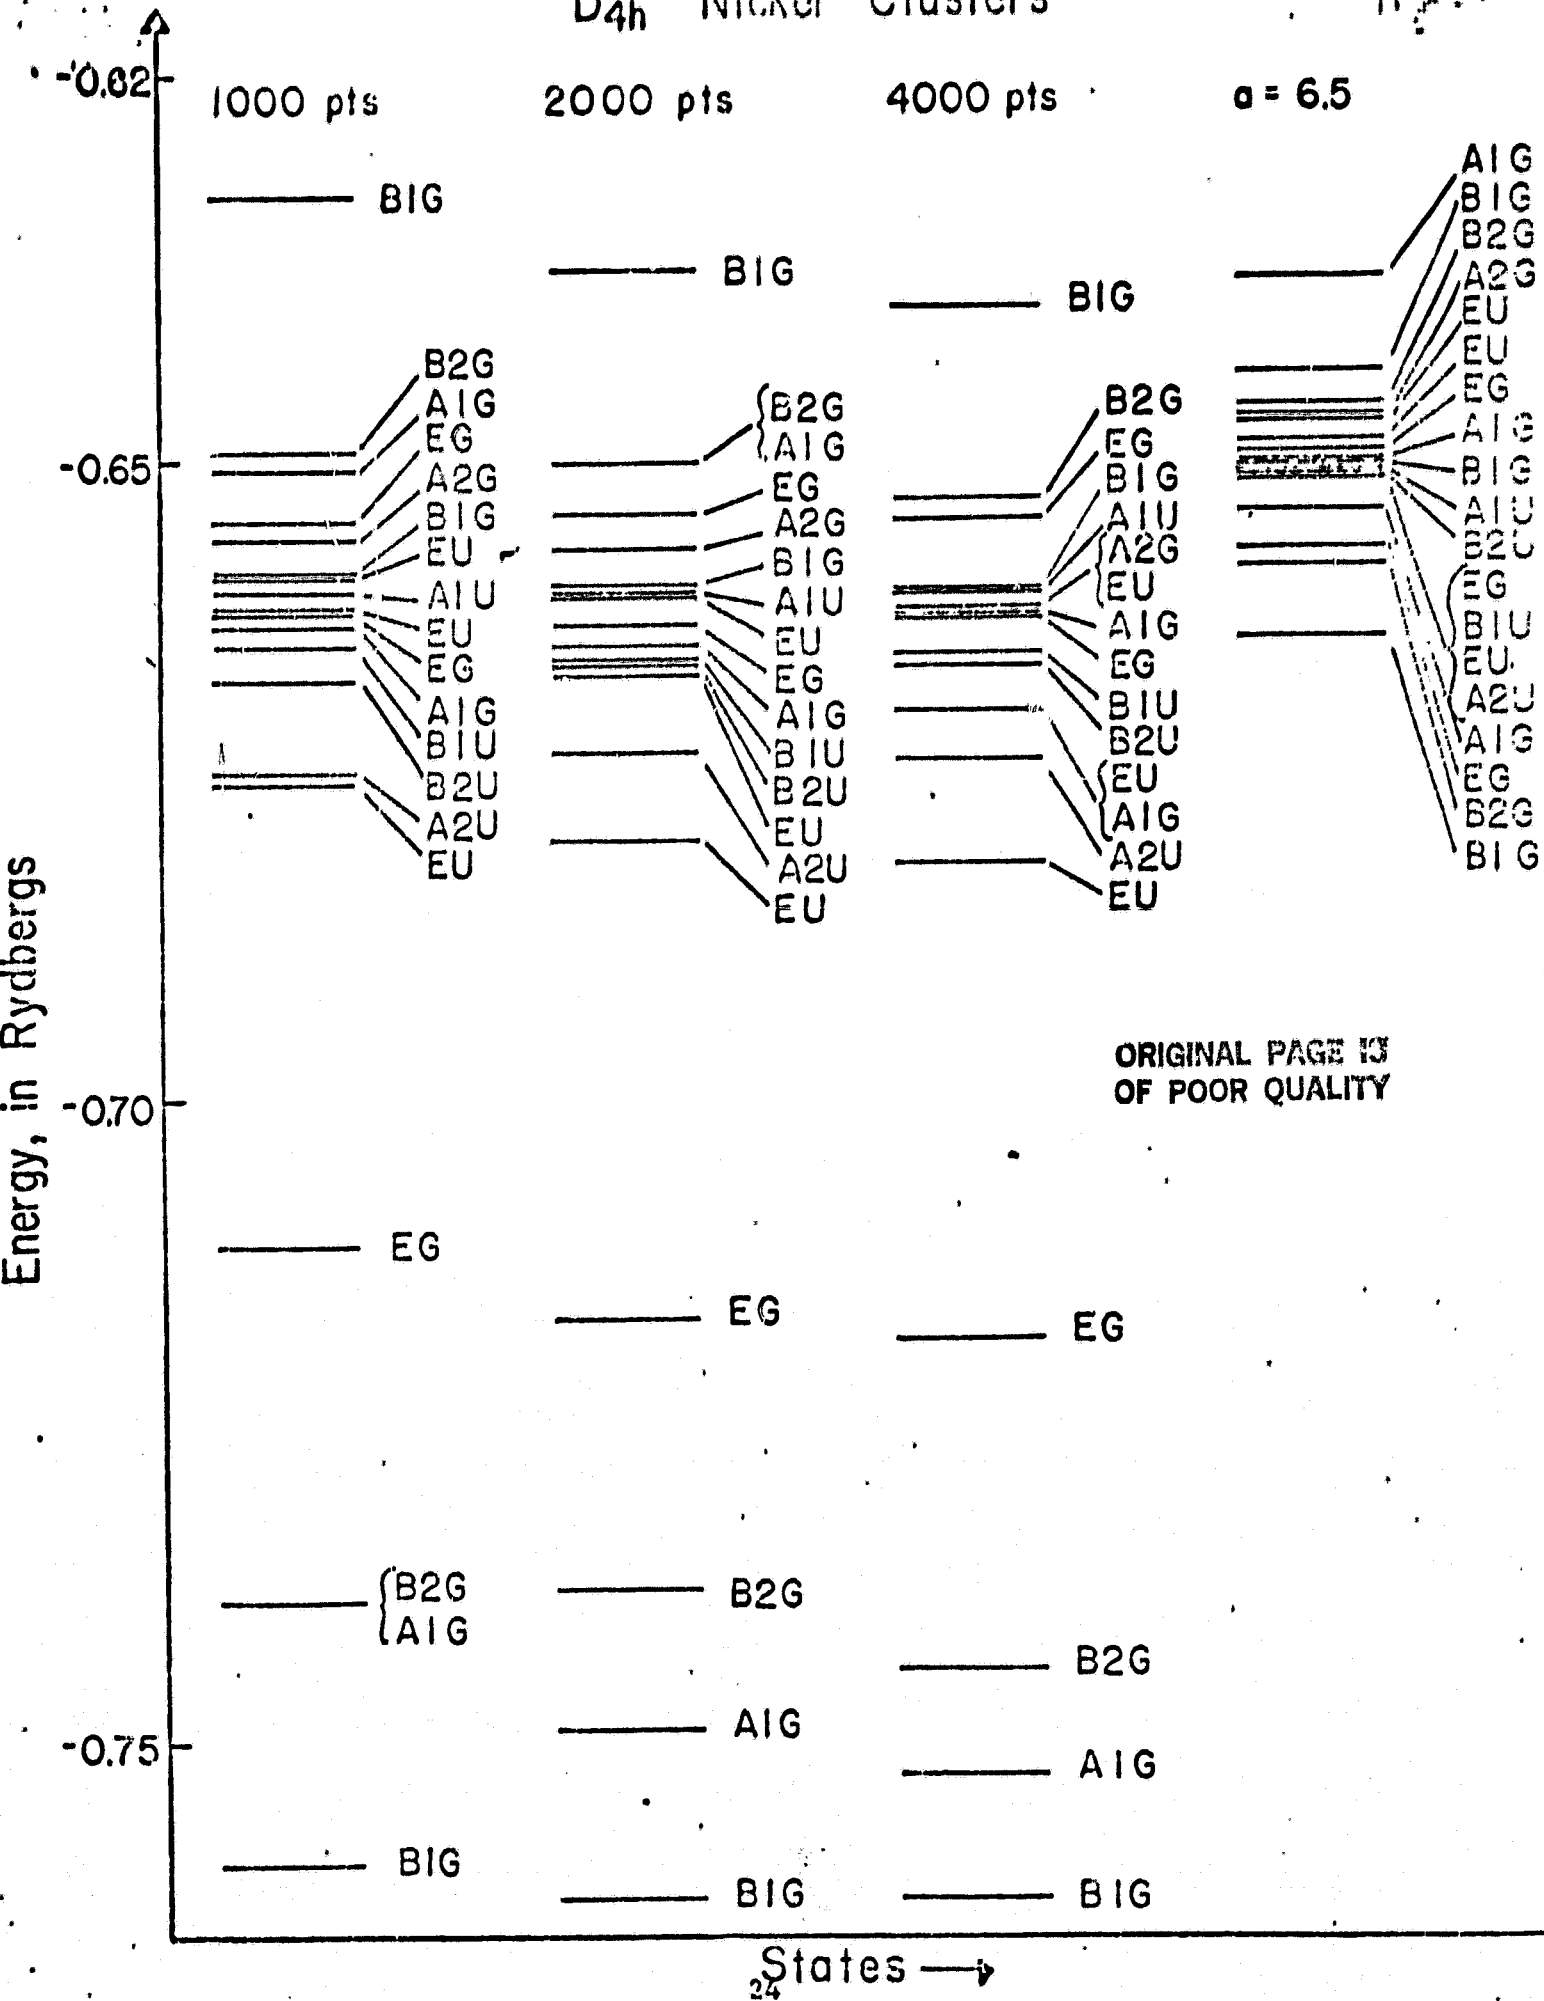 D4h Nickel Clusters
-0.62
1000 pts
2000 pts
4000 pts
a = 6.5
B1G
B2G
A1G
EG
A2G
B1G
EU
A1U
EU
EG
A1G
B1U
B2U
A2U
EU
EG
{B2G
A1G
B1G
B1G
{B2G
A1G
EG
A2G
B1G
A1U
EU
EG
A1G
B1U
B2U
EU
A2U
EU
EG
B2G
A1G
B1G
B1G
B2G
EG
B1G
A1U
{A2G
EU
A1G
EG
B1U
B2U
{EU
A1G
A2U
EU
EG
B2G
A1G
B1G
A1G
B1G
B2G
A2G
EU
EU
EG
A1G
B1G
A1U
B2U
{EG
B1U
EU
A2U
A1G
EG
B2G
B1G
-0.65
-0.70
-0.75
Energy, in Rydbergs
ORIGINAL PAGE IS
OF POOR QUALITY
States →
24